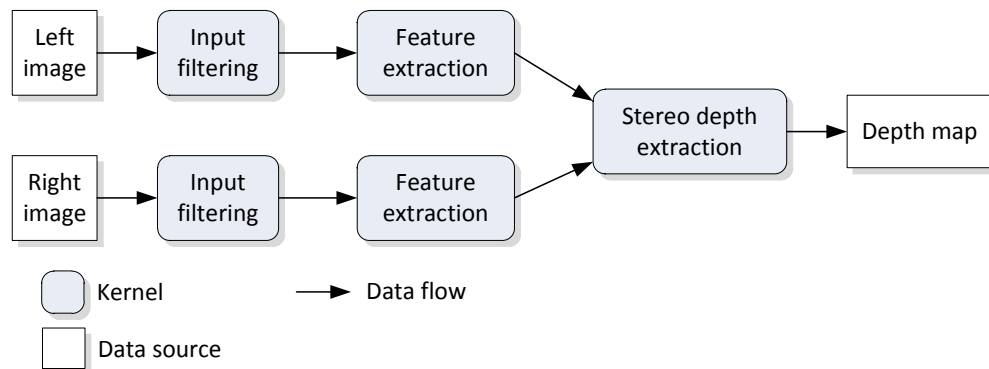 Left
image
Input
filtering
Feature
extraction
Stereo depth
extraction
Depth map
Right
image
Input
filtering
Feature
extraction
Kernel
Data flow
Data source